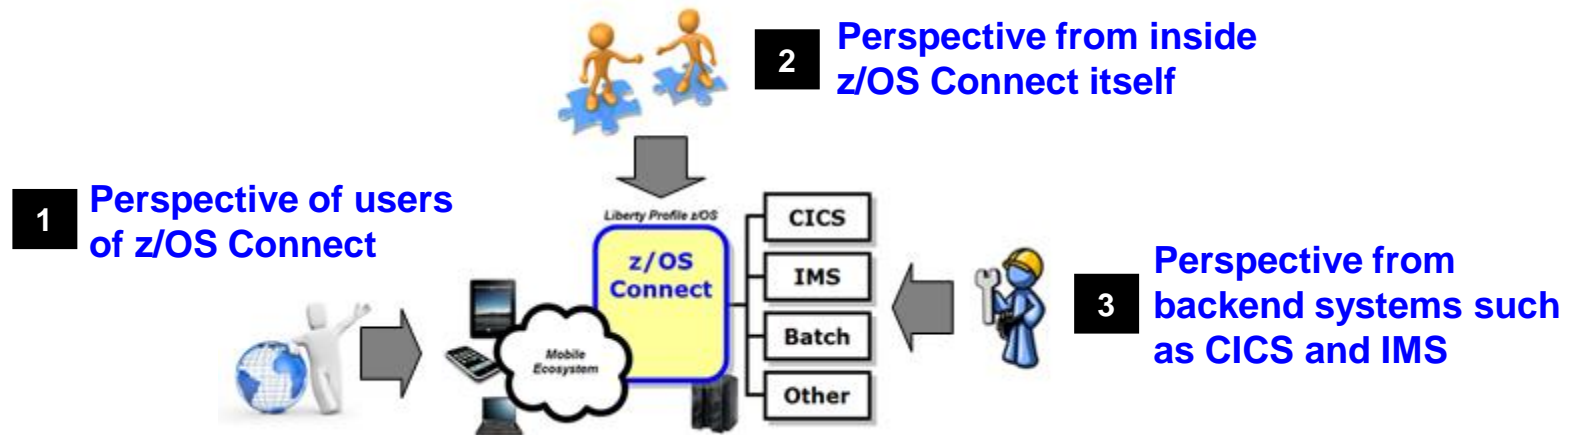 1
Perspective of users
of z/OS Connect
2
Perspective from inside
z/OS Connect itself
Liberty Profile z/OS
z/OS
Connect
Mobile
Ecosystem
CICS
IMS
Batch
Other
3
Perspective from
backend systems such
as CICS and IMS